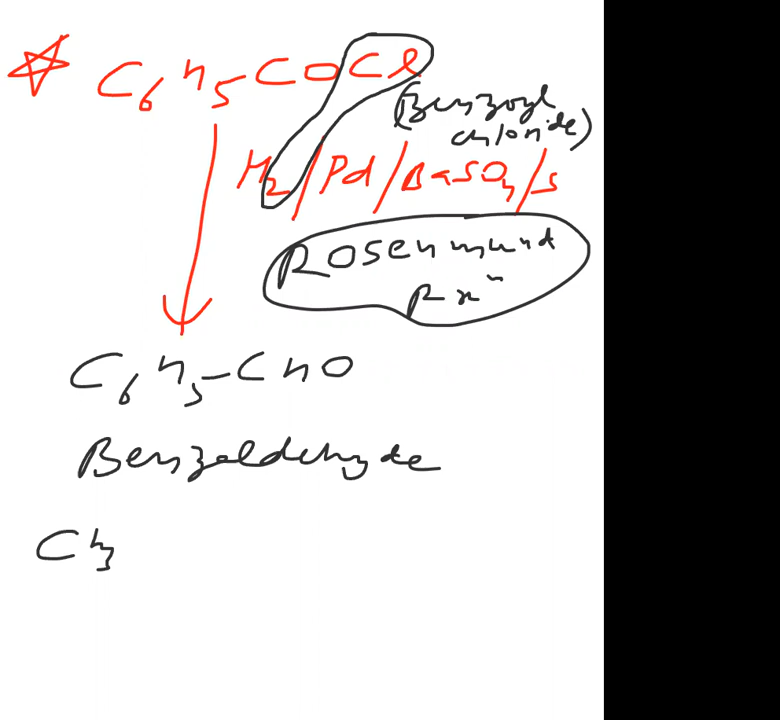 C6H5COCl
(Benzoyl
chloride)
H2/Pd/BaSO4/S
Rosenmund
Rxn
C6H5-CHO
Benzaldehyde
CH3